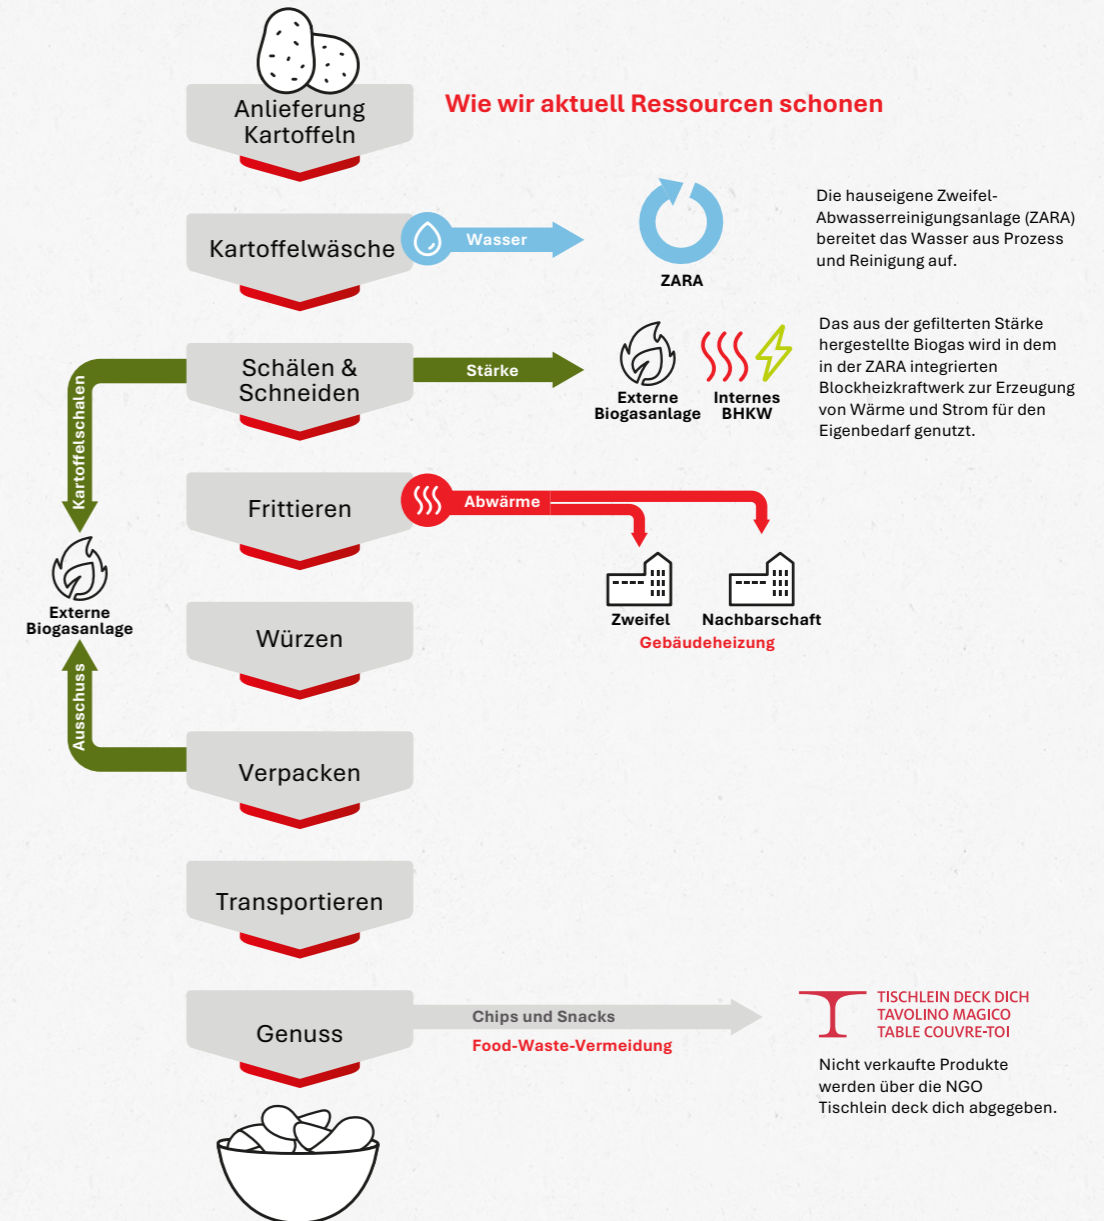 Anlieferung
Kartoffeln
Wie wir aktuell Ressourcen schonen
Kartoffelwäsche
Wasser
ZARA
Die hauseigene Zweifel-
Abwasserreinigungsanlage (ZARA)
bereitet das Wasser aus Prozess
und Reinigung auf.
Schälen &
Schneiden
Stärke
Externe
Biogasanlage
Internes
BHKW
Das aus der gefilterten Stärke
hergestellte Biogas wird in dem
in der ZARA integrierten
Blockheizkraftwerk zur Erzeugung
von Wärme und Strom für den
Eigenbedarf genutzt.
Kartoffelschalen
Externe
Biogasanlage
Ausschuss
Frittieren
Abwärme
Zweifel
Nachbarschaft
Gebäudeheizung
Würzen
Verpacken
Transportieren
Genuss
Chips und Snacks
Food-Waste-Vermeidung
TISCHLEIN DECK DICH
TAVOLINO MAGICO
TABLE COUVRE-TOI
Nicht verkaufte Produkte
werden über die NGO
Tischlein deck dich abgegeben.